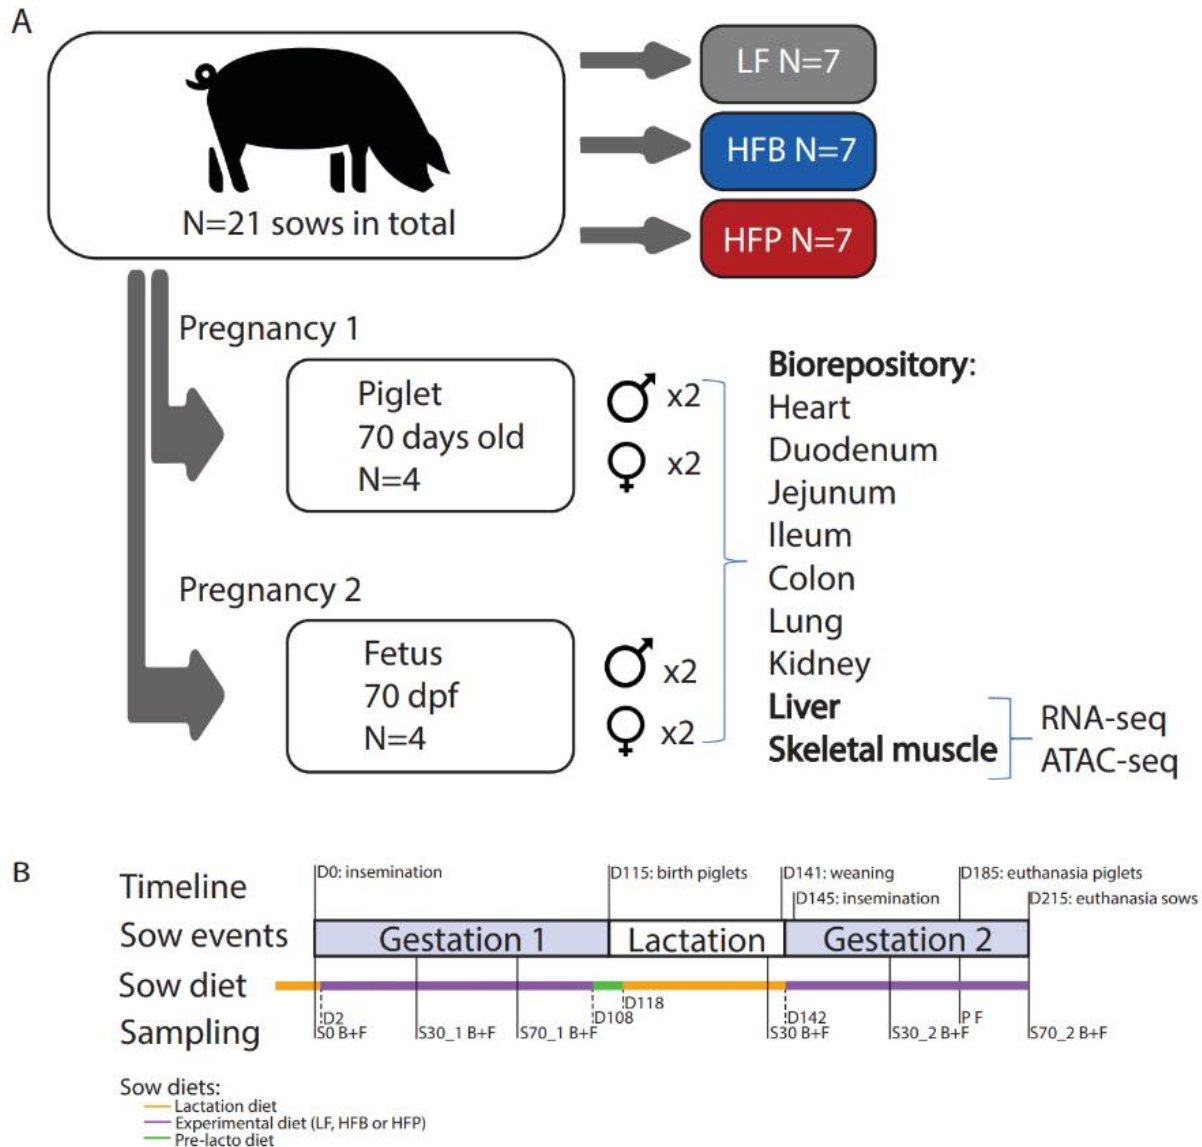 A
N=21 sows in total
LF N=7
HFB N=7
HFP N=7
Pregnancy 1
Piglet
70 days old
N=4
x2
x2
Pregnancy 2
Fetus
70 dpf
N=4
x2
x2
Biorepository:
Heart
Duodenum
Jejunum
Ileum
Colon
Lung
Kidney
Liver
Skeletal muscle
RNA-seq
ATAC-seq
B
Timeline
D0: insemination
D115: birth piglets
D141: weaning
D185: euthanasia piglets
D145: insemination
D215: euthanasia sows
Sow events
Gestation 1
Lactation
Gestation 2
Sow diet
D2
D108
D118
D142
Sampling
S0 B+F
S30_1 B+F
S70_1 B+F
S30 B+F
S30_2 B+F
P F
S70_2 B+F
Sow diets:
Lactation diet
Experimental diet (LF, HFB or HFP)
Pre-lacto diet